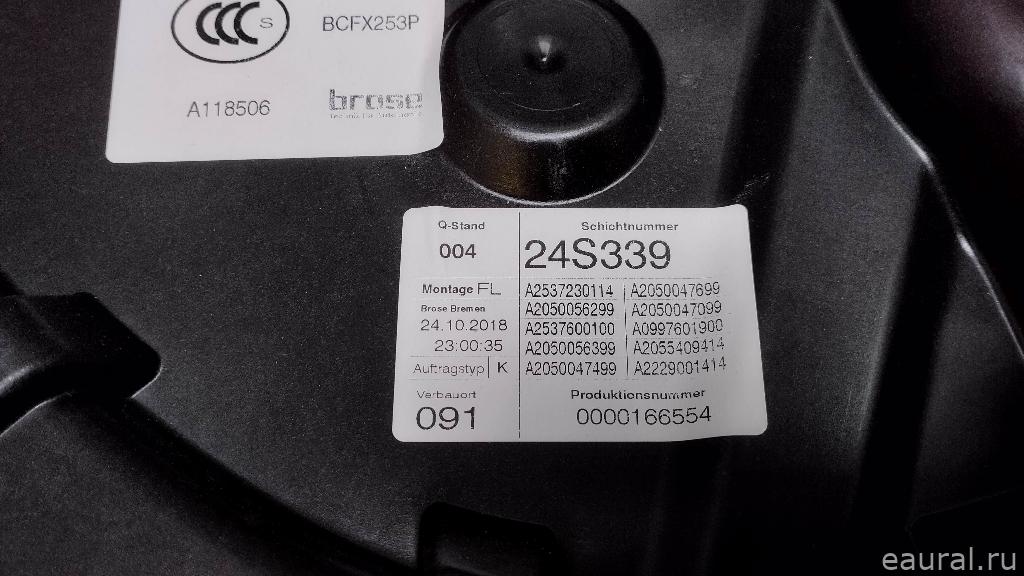 CCC S
BCFX253P
A118506
brose
Q-Stand
004
Schichtnummer
24S339
Montage FL
Brose Bremen
24.10.2018
23:00:35
Auftragstyp K
A2537230114 A2050047699
A2050056299 A2050047099
A2537600100 A0997601900
A2050056399 A2055409414
A2050047499 A2229001414
Verbauort
091
Produktionsnummer
0000166554
eaural.ru